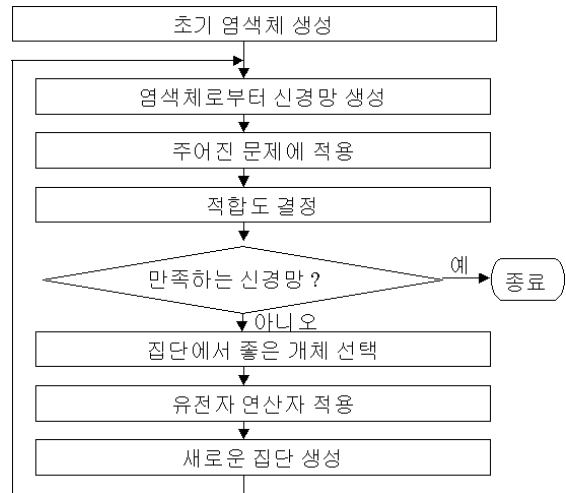 초기 염색체 생성
염색체로부터 신경망 생성
주어진 문제에 적용
적합도 결정
만족하는 신경망 ?
예
종료
아니오
집단에서 좋은 개체 선택
유전자 연산자 적용
새로운 집단 생성